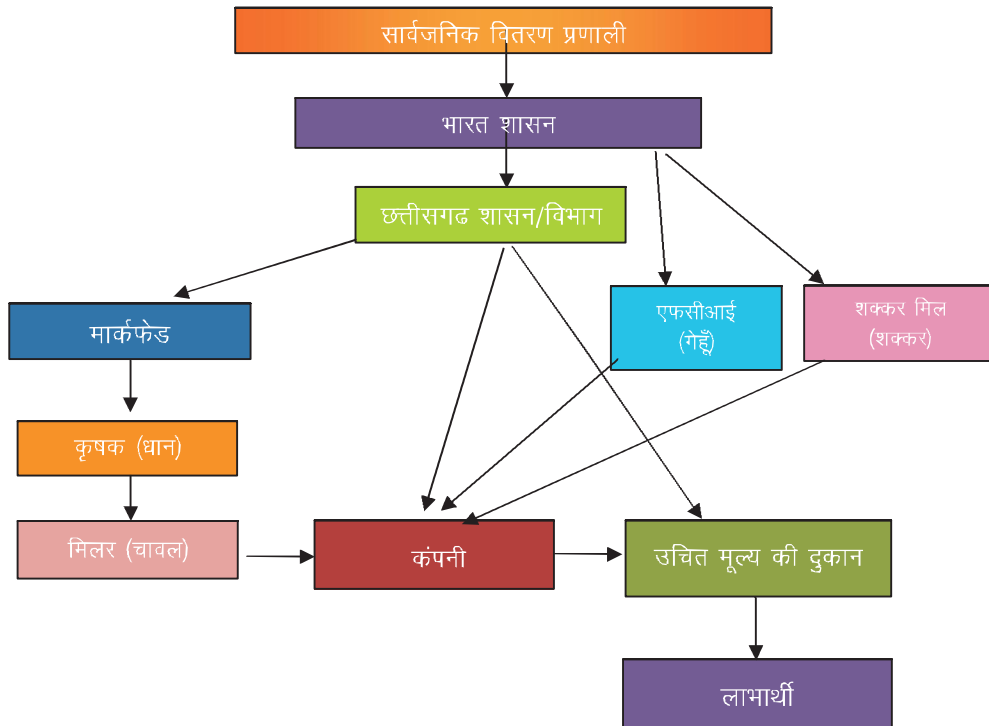 सार्वजनिक वितरण प्रणाली
भारत शासन
छत्तीसगढ शासन/विभाग
मार्कफेड
एफसीआई
(गेहूँ)
शक्कर मिल
(शक्कर)
कृषक (धान)
मिलर (चावल)
कंपनी
उचित मूल्य की दुकान
लाभार्थी